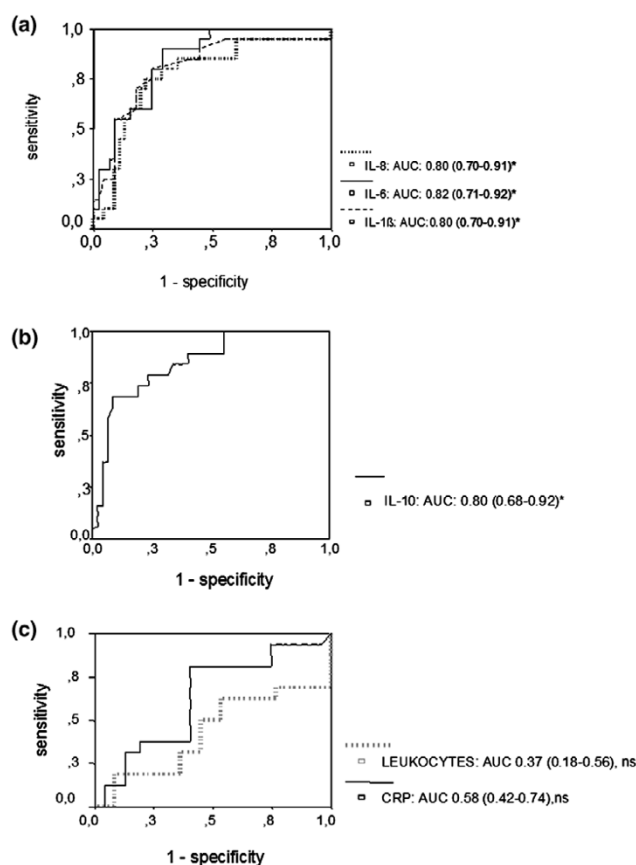 (a)
1,0
,8
,5
,3
0,0
sensitivity
0,0
,3
,5
,8
1,0
1 - specificity
IL-8: AUC: 0.80 (0.70-0.91)*
IL-6: AUC: 0.82 (0.71-0.92)*
IL-1ß: AUC:0.80 (0.70-0.91)*
(b)
1,0
,8
,5
,3
0,0
sensitivity
0,0
,3
,5
,8
1,0
1 - specificity
IL-10: AUC: 0.80 (0.68-0.92)*
(c)
1,0
,8
,5
,3
0,0
sensitivity
0,0
,3
,5
,8
1,0
1 - specificity
LEUKOCYTES: AUC 0.37 (0.18-0.56), ns
CRP: AUC 0.58 (0.42-0.74),ns